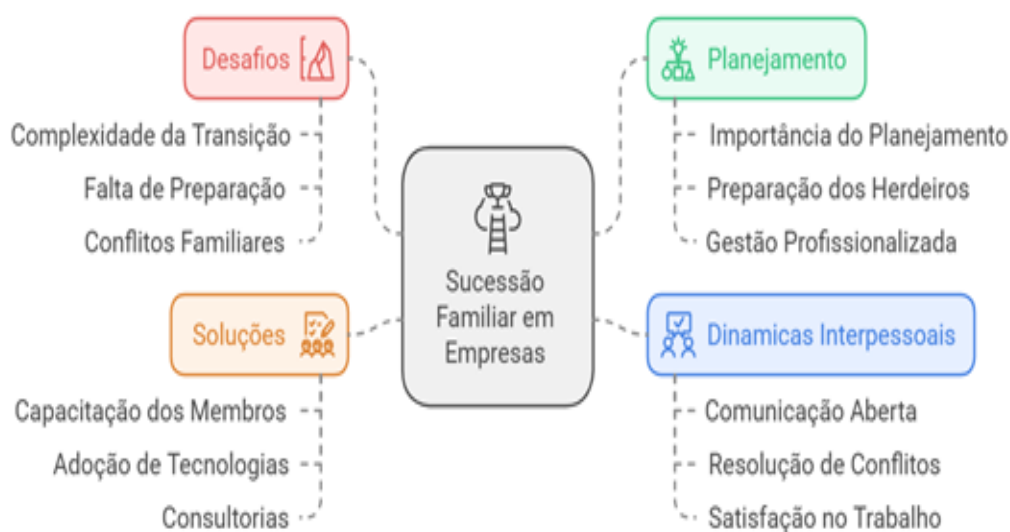 Desafios
Complexidade da Transição
Falta de Preparação
Conflitos Familiares
Soluções
Capacitação dos Membros
Adoção de Tecnologias
Consultorias
Sucessão
Familiar em
Empresas
Planejamento
Importância do Planejamento
Preparação dos Herdeiros
Gestão Profissionalizada
Dinamicas Interpessoais
Comunicação Aberta
Resolução de Conflitos
Satisfação no Trabalho